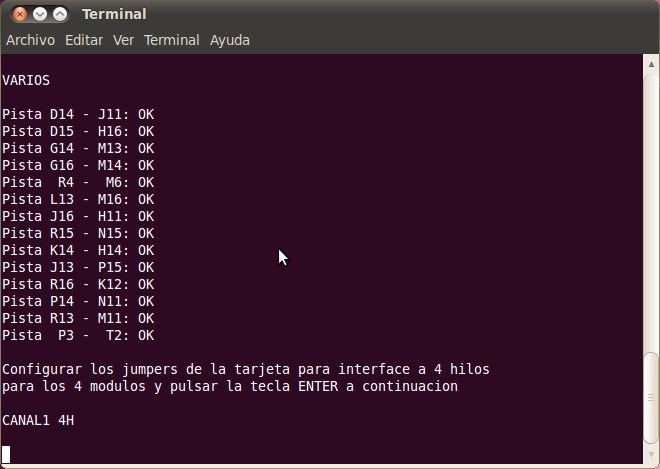 Terminal
Archivo Editar Ver Terminal Ayuda
VARIOS
Pista D14 - J11: OK
Pista D15 - H16: OK
Pista G14 - M13: OK
Pista G16 - M14: OK
Pista  R4 -  M6: OK
Pista L13 - M16: OK
Pista J16 - H11: OK
Pista R15 - N15: OK
Pista K14 - H14: OK
Pista J13 - P15: OK
Pista R16 - K12: OK
Pista P14 - N11: OK
Pista R13 - M11: OK
Pista  P3 -  T2: OK
Configurar los jumpers de la tarjeta para interface a 4 hilos
para los 4 modulos y pulsar la tecla ENTER a continuacion
CANAL1 4H